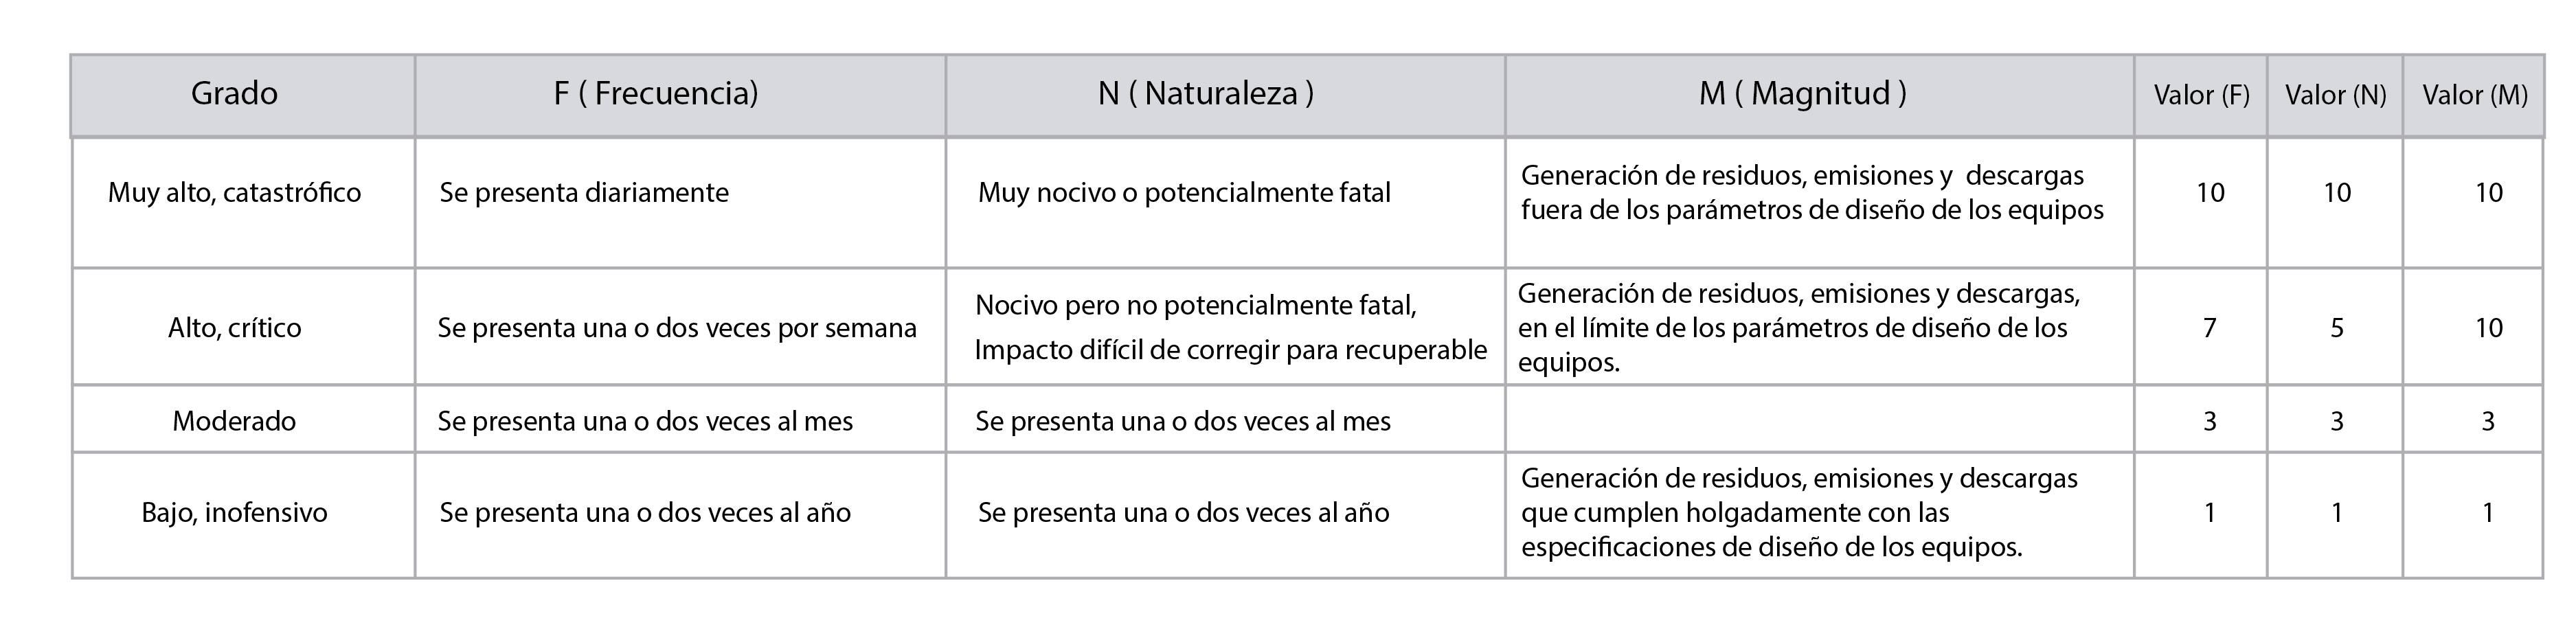 Grado
F ( Frecuencia)
N ( Naturaleza )
M ( Magnitud )
Valor (F)
Valor (N)
Valor (M)
Muy alto, catastrófico
Se presenta diariamente
Muy nocivo o potencialmente fatal
Generación de residuos, emisiones y descargas
fuera de los parámetros de diseño de los equipos
10
10
10
Alto, crítico
Se presenta una o dos veces por semana
Nocivo pero no potencialmente fatal,
Impacto difícil de corregir para recuperable
Generación de residuos, emisiones y descargas,
en el límite de los parámetros de diseño de los
equipos.
7
5
10
Moderado
Se presenta una o dos veces al mes
Se presenta una o dos veces al mes
3
3
3
Bajo, inofensivo
Se presenta una o dos veces al año
Se presenta una o dos veces al año
Generación de residuos, emisiones y descargas
que cumplen holgadamente con las
especificaciones de diseño de los equipos.
1
1
1